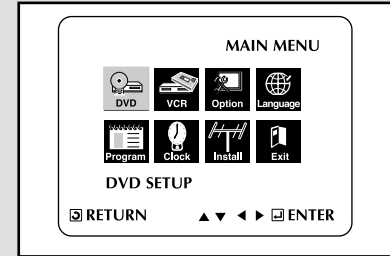 MAIN MENU
DVD VCR Option Language
Program Clock Install Exit
DVD SETUP
RETURN ▲ ▼ ◀ ▶ ENTER